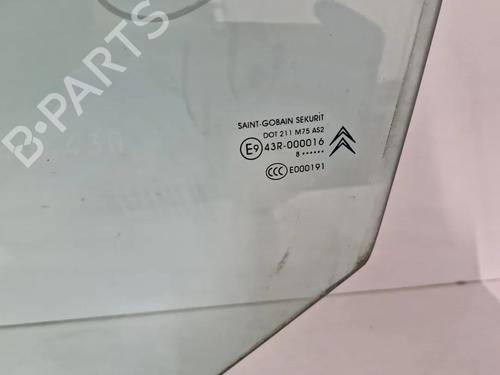 B-PARTS
SAINT-GOBAIN SEKURIT
DOT 211 M75 AS2
E9 43R-000016
8 ••••••
CCC E000191